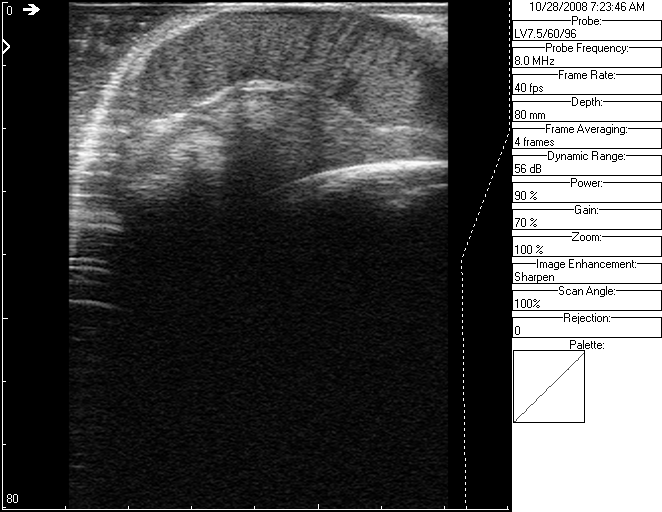 0
10/28/2008 7:23:46 AM
Probe:
LV7.5/60/96
Probe Frequency:
8.0 MHz
Frame Rate:
40 fps
Depth:
80 mm
Frame Averaging:
4 frames
Dynamic Range:
56 dB
Power:
90 %
Gain:
70 %
Zoom:
100 %
Image Enhancement:
Sharpen
Scan Angle:
100%
Rejection:
0
Palette:
80